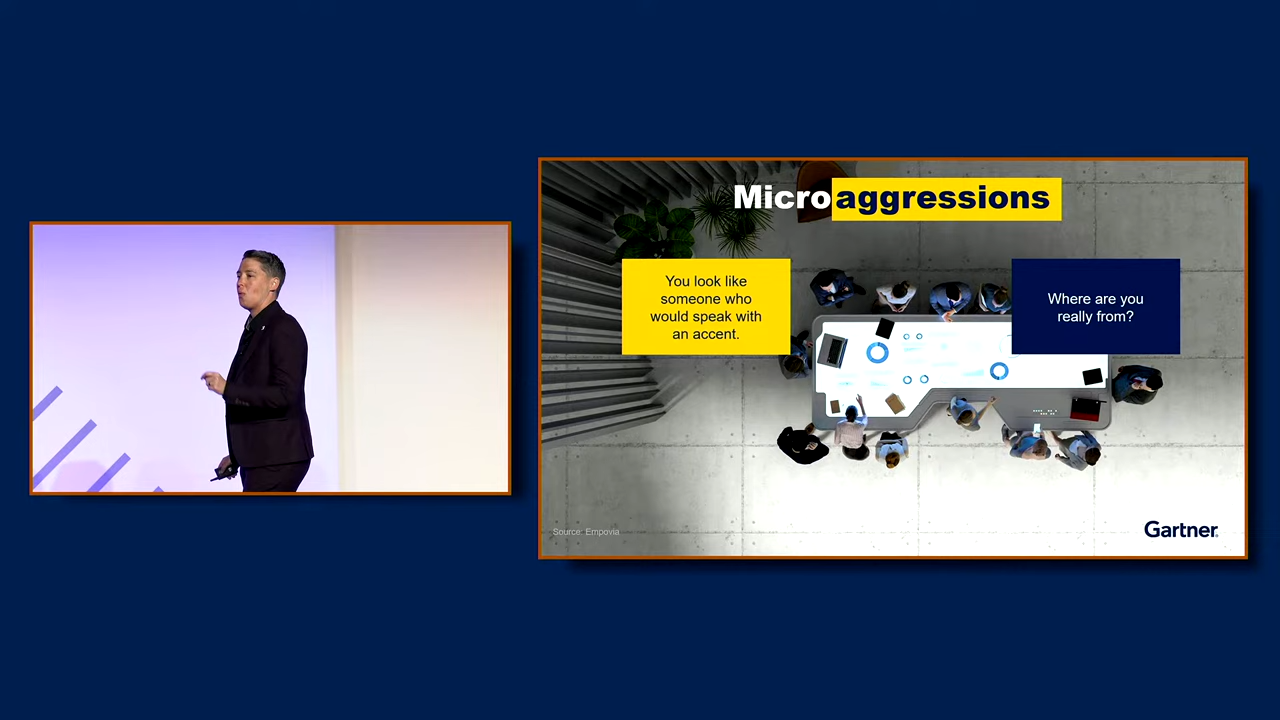 Microaggressions
You look like
someone who
would speak with
an accent.
Where are you
really from?
Source: Empovia
Gartner